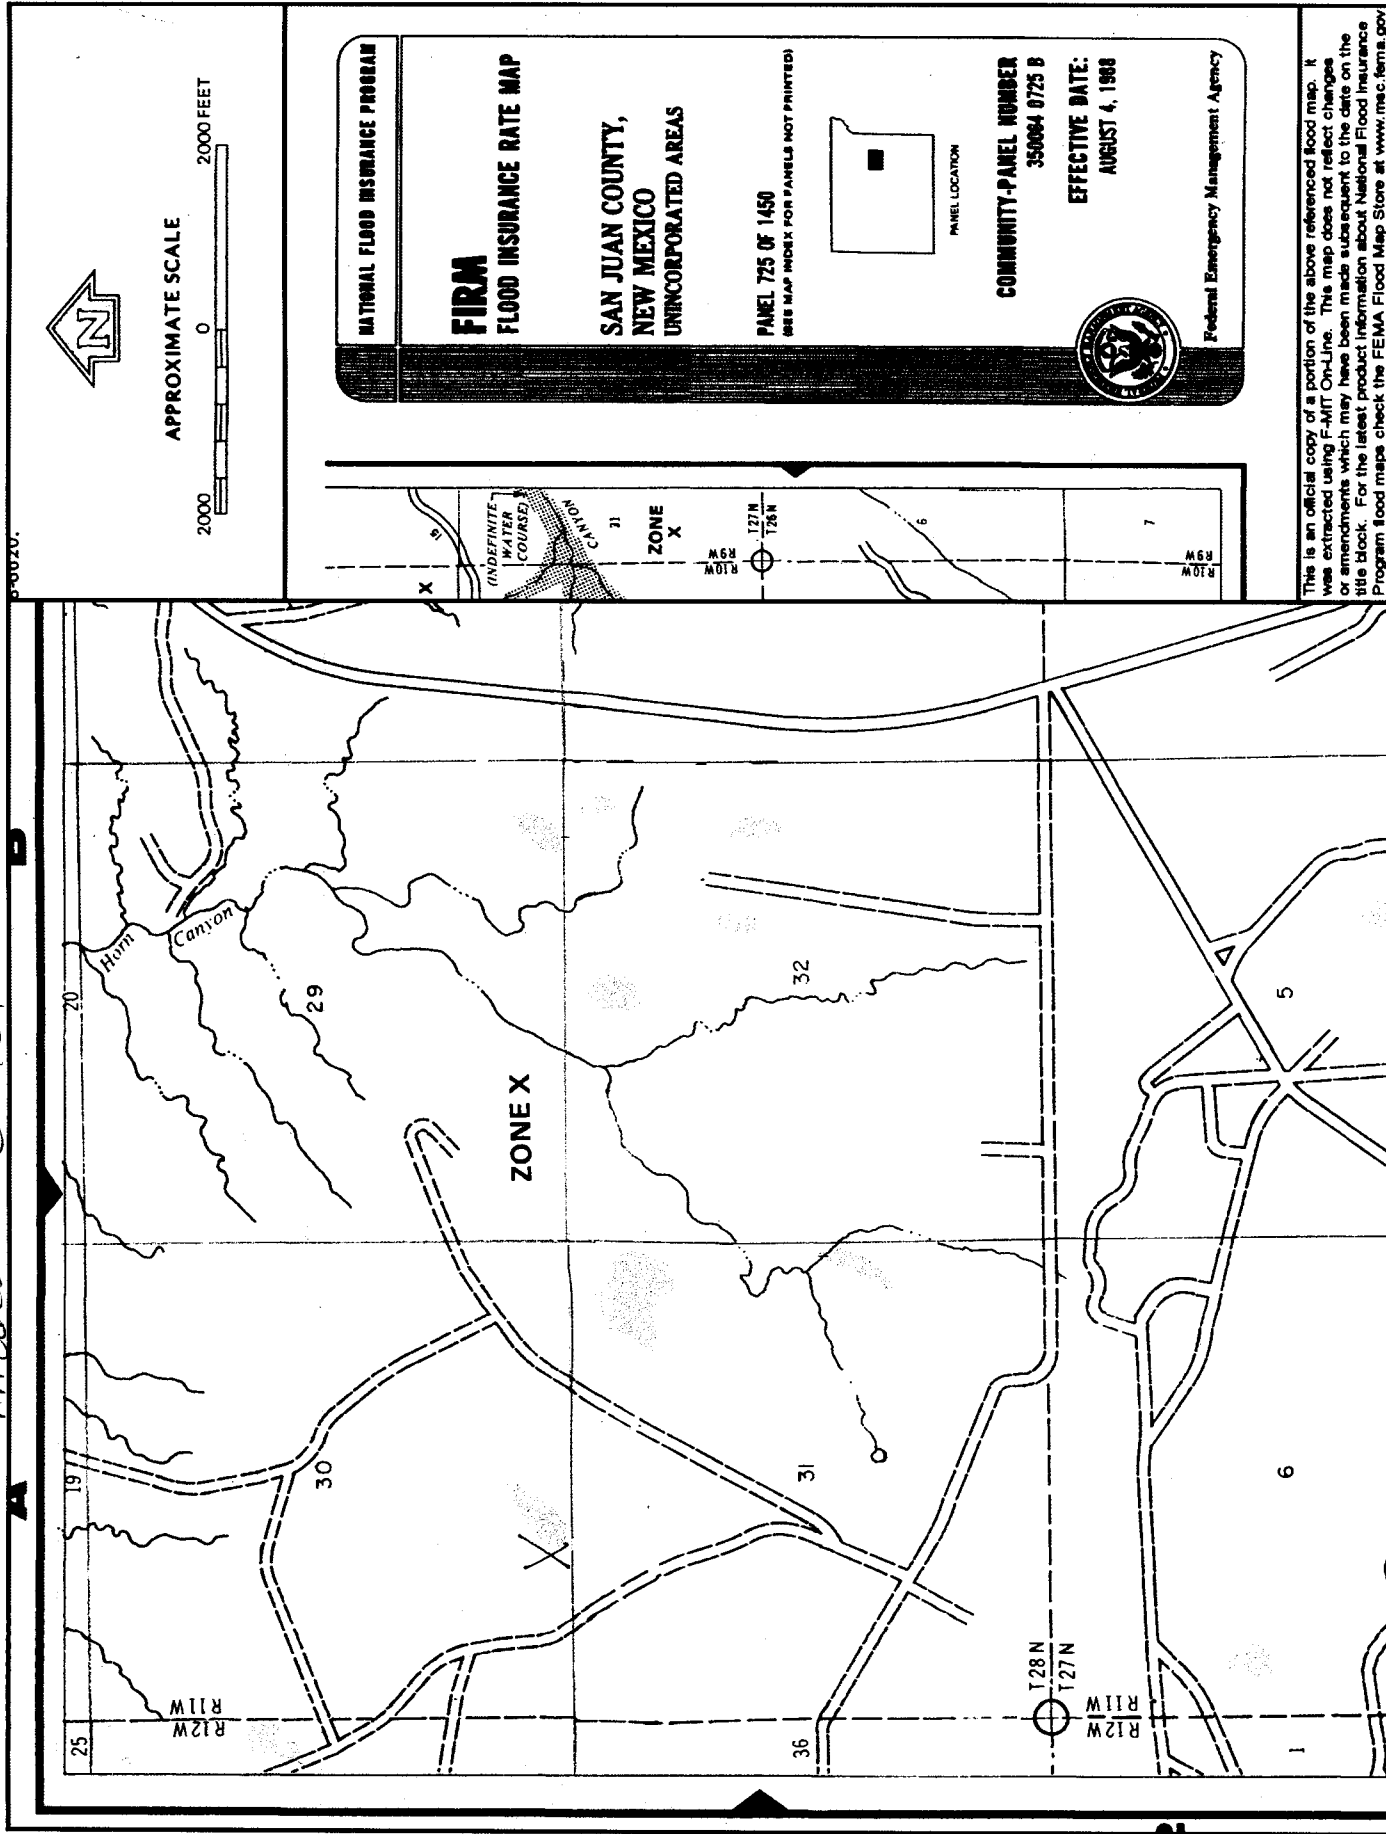 APPROXIMATE SCALE
2000 0 2000 FEET
N
NATIONAL FLOOD INSURANCE PROGRAM
FIRM
FLOOD INSURANCE RATE MAP
SAN JUAN COUNTY,
NEW MEXICO
UNINCORPORATED AREAS
PANEL 725 OF 1450
(SEE MAP INDEX FOR PANELS NOT PRINTED)
PANEL LOCATION
COMMUNITY-PANEL NUMBER
350064 0725 B
EFFECTIVE DATE:
AUGUST 4, 1988
Federal Emergency Management Agency
This is an official copy of a portion of the above referenced flood map. It
was extracted using F-MIT On-Line. This map does not reflect changes
or amendments which may have been made subsequent to the date on the
title block. For the latest product information about National Flood Insurance
Program flood maps check the FEMA Flood Map Store at www.msc.fema.gov
X
15
(INDEFINITE
WATER
COURSE)
CANYON
31
ZONE
X
R10W
R9W
T27N
T26N
6
7
R10W
R9W
A
B
25
19
20
Horn
Canyon
R12W
R11W
30
29
ZONE X
36
31
32
T28N
T27N
R12W
R11W
1
6
5